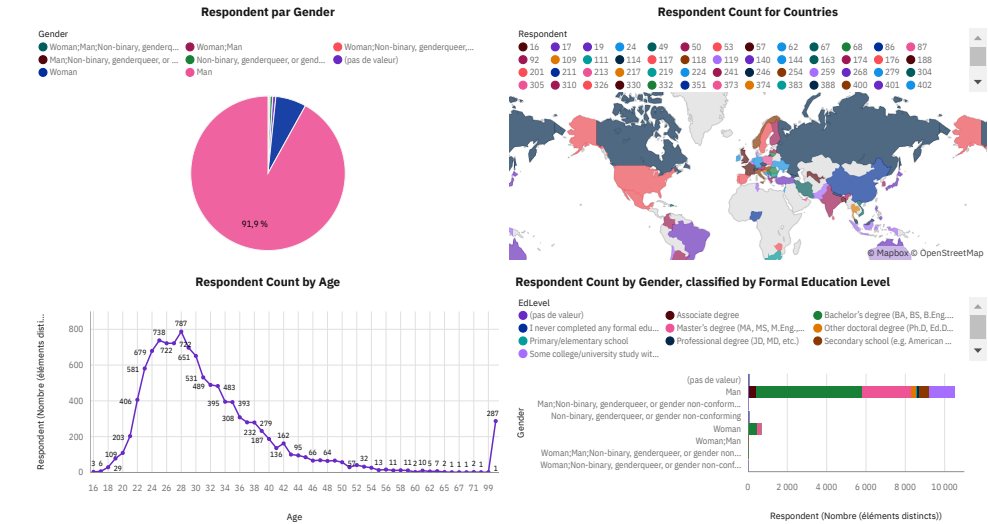 Respondent par Gender
Gender
Woman;Man;Non-binary, genderq...
Woman;Man
Woman;Non-binary, genderqueer,...
Man;Non-binary, genderqueer, or ...
Non-binary, genderqueer, or gend...
(pas de valeur)
Woman
Man
91,9 %
Respondent Count for Countries
Respondent
16 17 19 24 49 50 53 57 62 67 68 86 87
92 109 111 114 117 118 119 140 144 148 174 176 188
201 211 213 217 219 224 241 246 254 259 268 279 304
305 310 326 330 332 351 373 374 383 388 400 401 402
© Mapbox © OpenStreetMap
Respondent Count by Age
Respondent (Nombre (éléments disti...
800
600
400
200
0
3 6 109 29 203 406 581 679 738 722 787 722 651 531 489 395 483 308 393 232 279 187 136 162 95 66 64 52 32 13 11 11 2 10 5 7 2 1 1 1 2 1 287 1
16 18 20 22 24 26 28 30 32 34 36 38 40 42 44 46 48 50 52 54 56 58 60 62 65 67 71 73 99
Age
Respondent Count by Gender, classified by Formal Education Level
EdLevel
(pas de valeur)
Associate degree
Bachelor's degree (BA, BS, B.Eng....
I never completed any formal edu...
Master's degree (MA, MS, M.Eng.,...
Other doctoral degree (Ph.D, Ed.D...
Primary/elementary school
Professional degree (JD, MD, etc.)
Secondary school (e.g. American ...
Some college/university study wit...
Gender
(pas de valeur)
Man
Man;Non-binary, genderqueer, or gender non-conform...
Non-binary, genderqueer, or gender non-conforming
Woman
Woman;Man
Woman;Man;Non-binary, genderqueer, or gender non...
Woman;Non-binary, genderqueer, or gender non-conf...
0 2 000 4 000 6 000 8 000 10 000
Respondent (Nombre (éléments distincts))